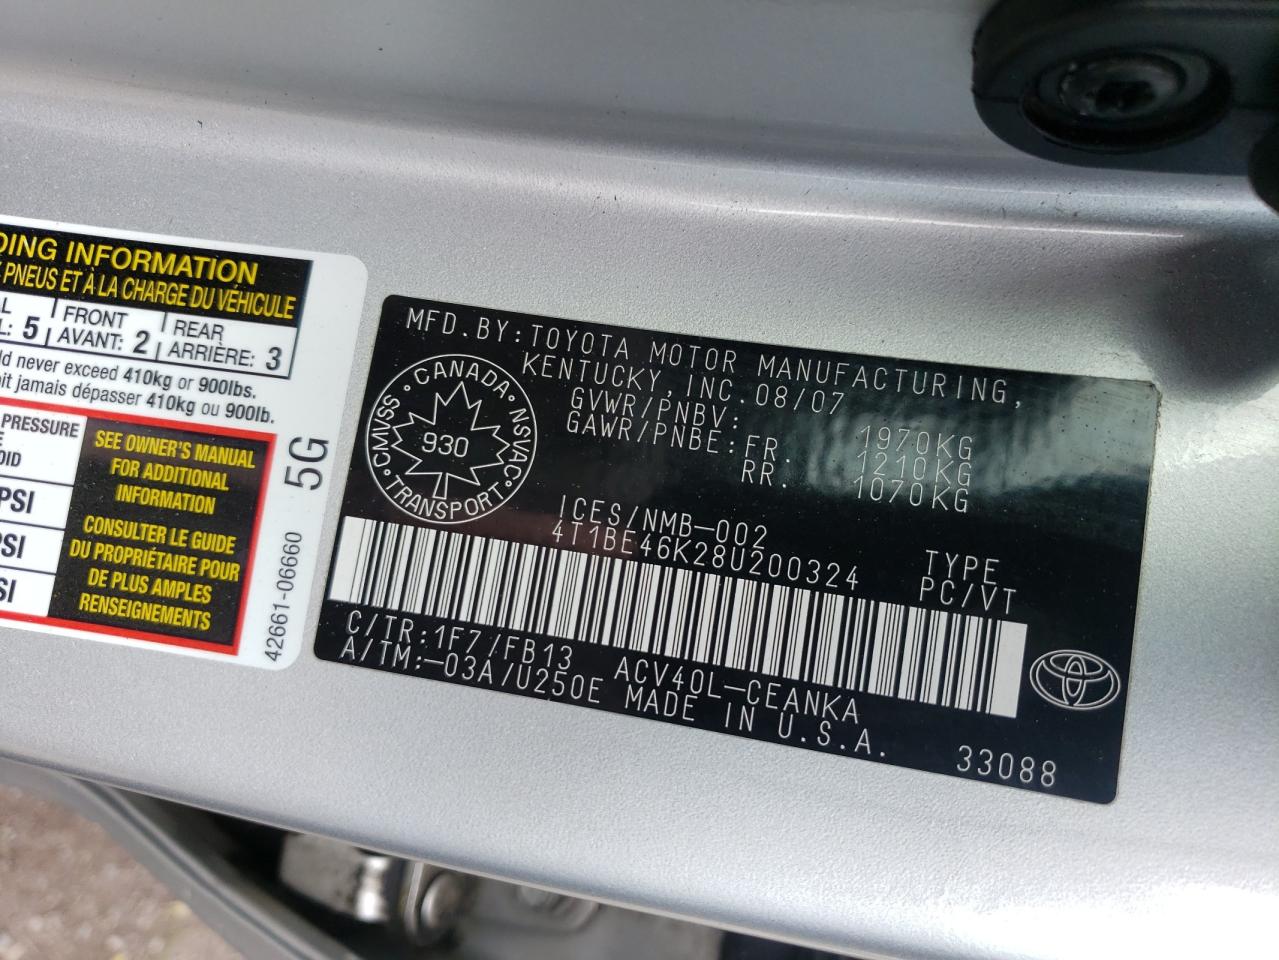 DING INFORMATION
PNEUS ET À LA CHARGE DU VÉHICULE
L: 5
FRONT
AVANT: 2
REAR
ARRIÈRE: 3
never exceed 410kg or 900lbs.
jamais dépasser 410kg ou 900lb.
PRESSURE
PSI
PSI
SI
SEE OWNER'S MANUAL
FOR ADDITIONAL
INFORMATION
CONSULTER LE GUIDE
DU PROPRIÉTAIRE POUR
DE PLUS AMPLES
RENSEIGNEMENTS
5G
42661-06660
MFD. BY: TOYOTA MOTOR MANUFACTURING,
KENTUCKY, INC. 08/07
GVWR/PNBV: 1970KG
GAWR/PNBE: FR. 1210KG
RR. 1070KG
CANADA · NSVAC · TRANSPORT · CMVSS ·
930
ICES/NMB-002
4T1BE46K28U200324
TYPE
PC/VT
C/TR: 1F7/FB13 ACV40L-CEANKA
A/TM: -03A/U250E MADE IN U.S.A.
33088